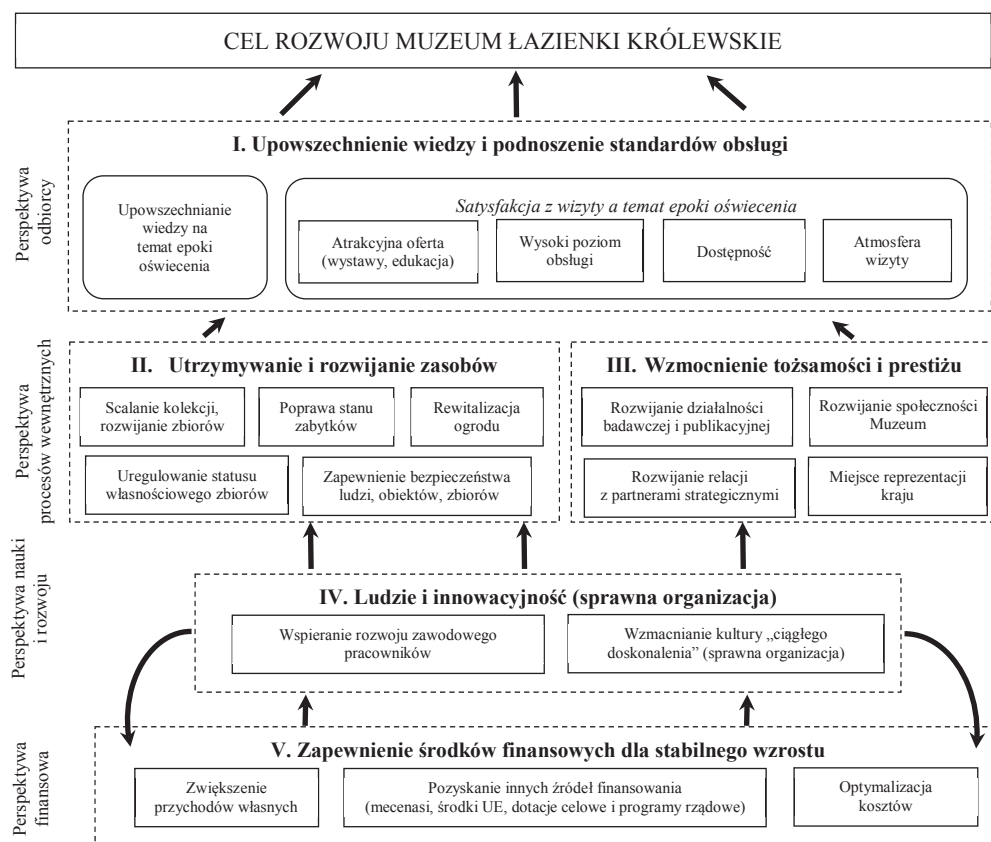 CEL ROZWOJU MUZEUM ŁAZIENKI KRÓLEWSKIE
Perspektywa
odbiorcy
I. Upowszechnienie wiedzy i podnoszenie standardów obsługi
Upowszechnianie
wiedzy na
temat epoki
oświecenia
Satysfakcja z wizyty a temat epoki oświecenia
Atrakcyjna oferta
(wystawy, edukacja)
Wysoki poziom
obsługi
Dostępność
Atmosfera
wizyty
Perspektywa
procesów wewnętrznych
II. Utrzymywanie i rozwijanie zasobów
Scalanie kolekcji,
rozwijanie zbiorów
Poprawa stanu
zabytków
Rewitalizacja
ogrodu
Uregulowanie statusu
własnościowego zbiorów
Zapewnienie bezpieczeństwa
ludzi, obiektów, zbiorów
III. Wzmocnienie tożsamości i prestiżu
Rozwijanie działalności
badawczej i publikacyjnej
Rozwijanie społeczności
Muzeum
Rozwijanie relacji
z partnerami strategicznymi
Miejsce reprezentacji
kraju
Perspektywa nauki
i rozwoju
IV. Ludzie i innowacyjność (sprawna organizacja)
Wspieranie rozwoju zawodowego
pracowników
Wzmacnianie kultury „ciągłego
doskonalenia” (sprawna organizacja)
Perspektywa
finansowa
V. Zapewnienie środków finansowych dla stabilnego wzrostu
Zwiększenie
przychodów własnych
Pozyskanie innych źródeł finansowania
(mecenasi, środki UE, dotacje celowe i programy rządowe)
Optymalizacja
kosztów